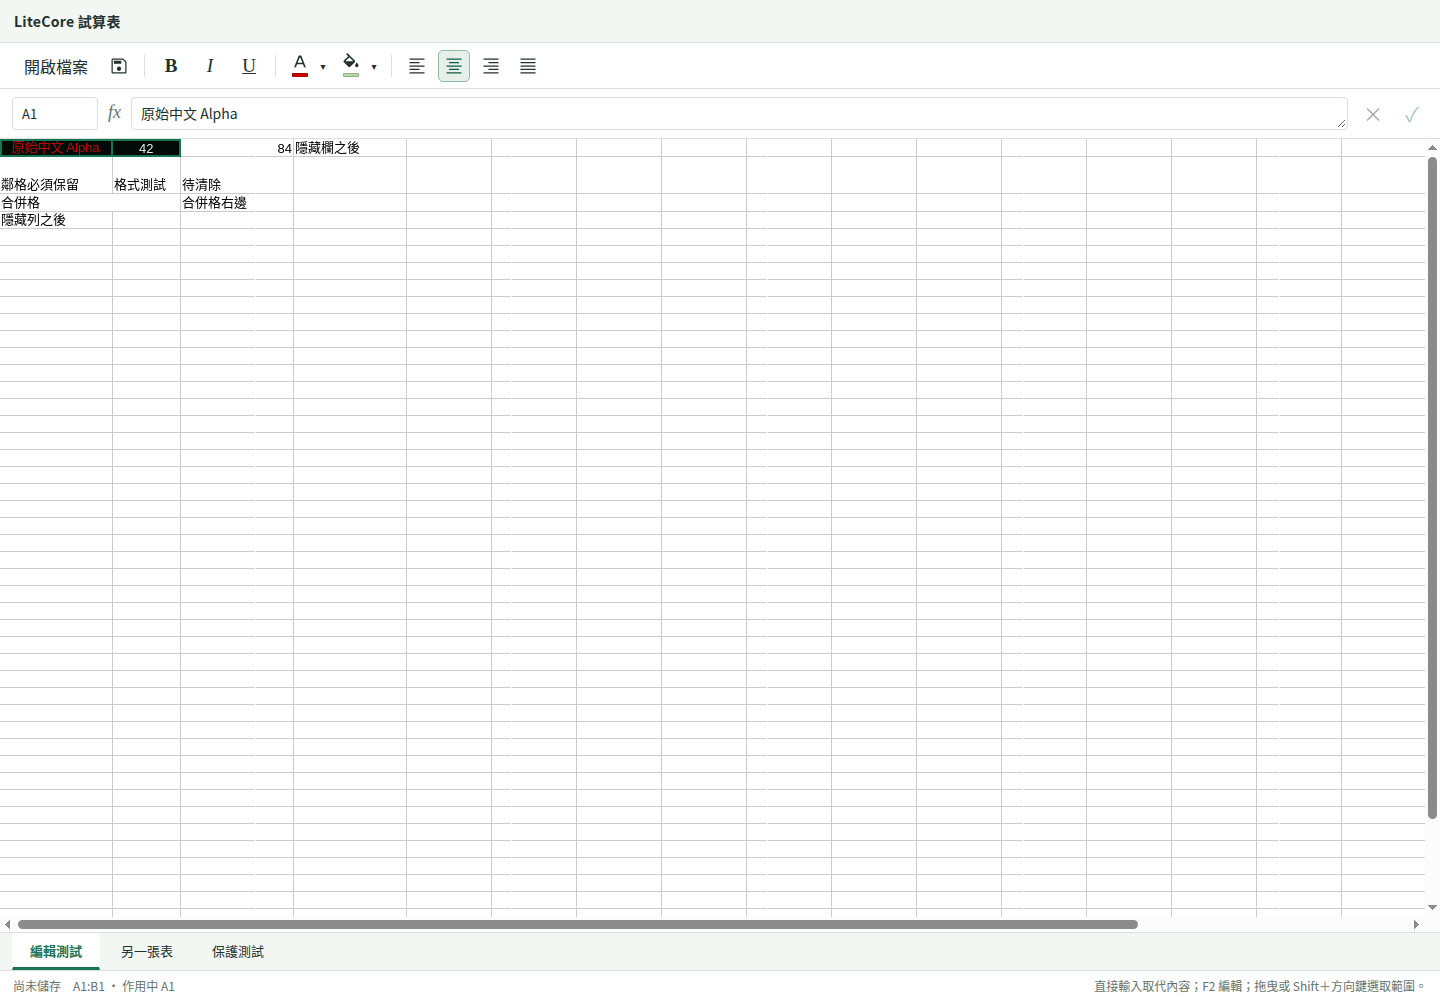 LiteCore 試算表
開啟檔案 B I U A
A1 fx 原始中文 Alpha
原始中文 Alpha 42 84 隱藏欄之後
鄰格必須保留 格式測試 待清除
合併格 合併格右邊
隱藏列之後
編輯測試 另一張表 保護測試
尚未儲存 A1:B1 · 作用中 A1 直接輸入取代內容；F2 編輯；拖曳或 Shift＋方向鍵選取範圍。